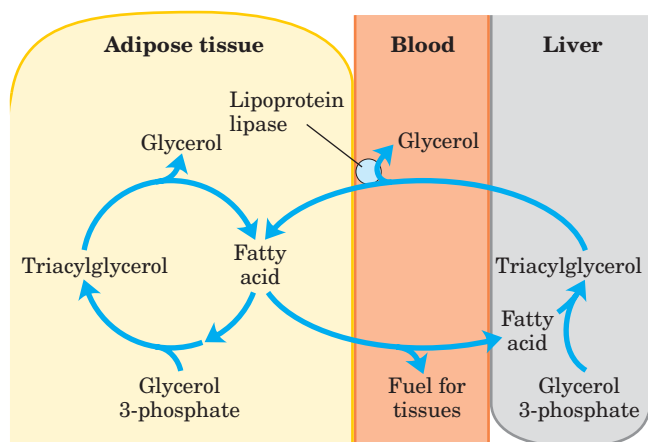 Adipose tissue
Blood
Liver
Lipoprotein
lipase
Glycerol
Glycerol
Triacylglycerol
Fatty
acid
Triacylglycerol
Fatty
acid
Glycerol
3-phosphate
Fuel for
tissues
Glycerol
3-phosphate